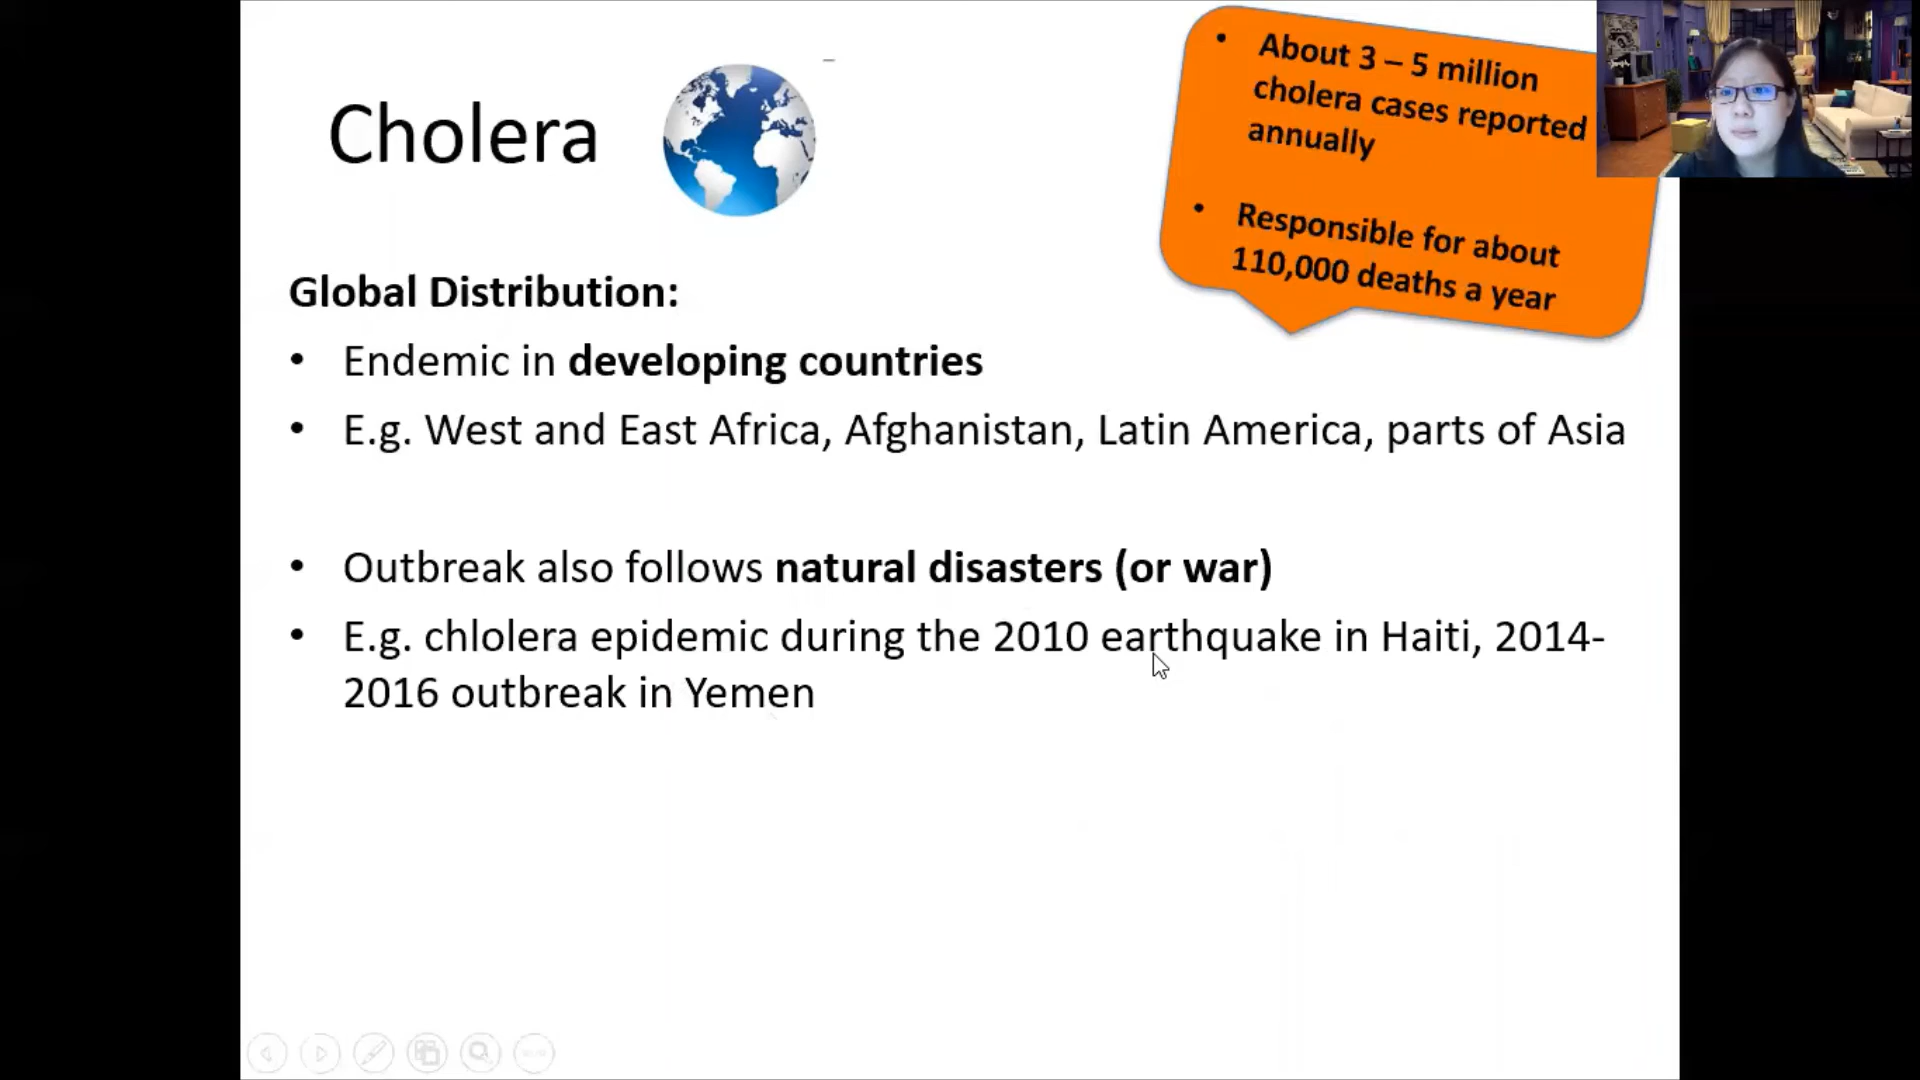 Cholera
• About 3 – 5 million
cholera cases reported
annually
• Responsible for about
110,000 deaths a year
Global Distribution:
• Endemic in developing countries
• E.g. West and East Africa, Afghanistan, Latin America, parts of Asia
• Outbreak also follows natural disasters (or war)
• E.g. chlolera epidemic during the 2010 earthquake in Haiti, 2014-
2016 outbreak in Yemen